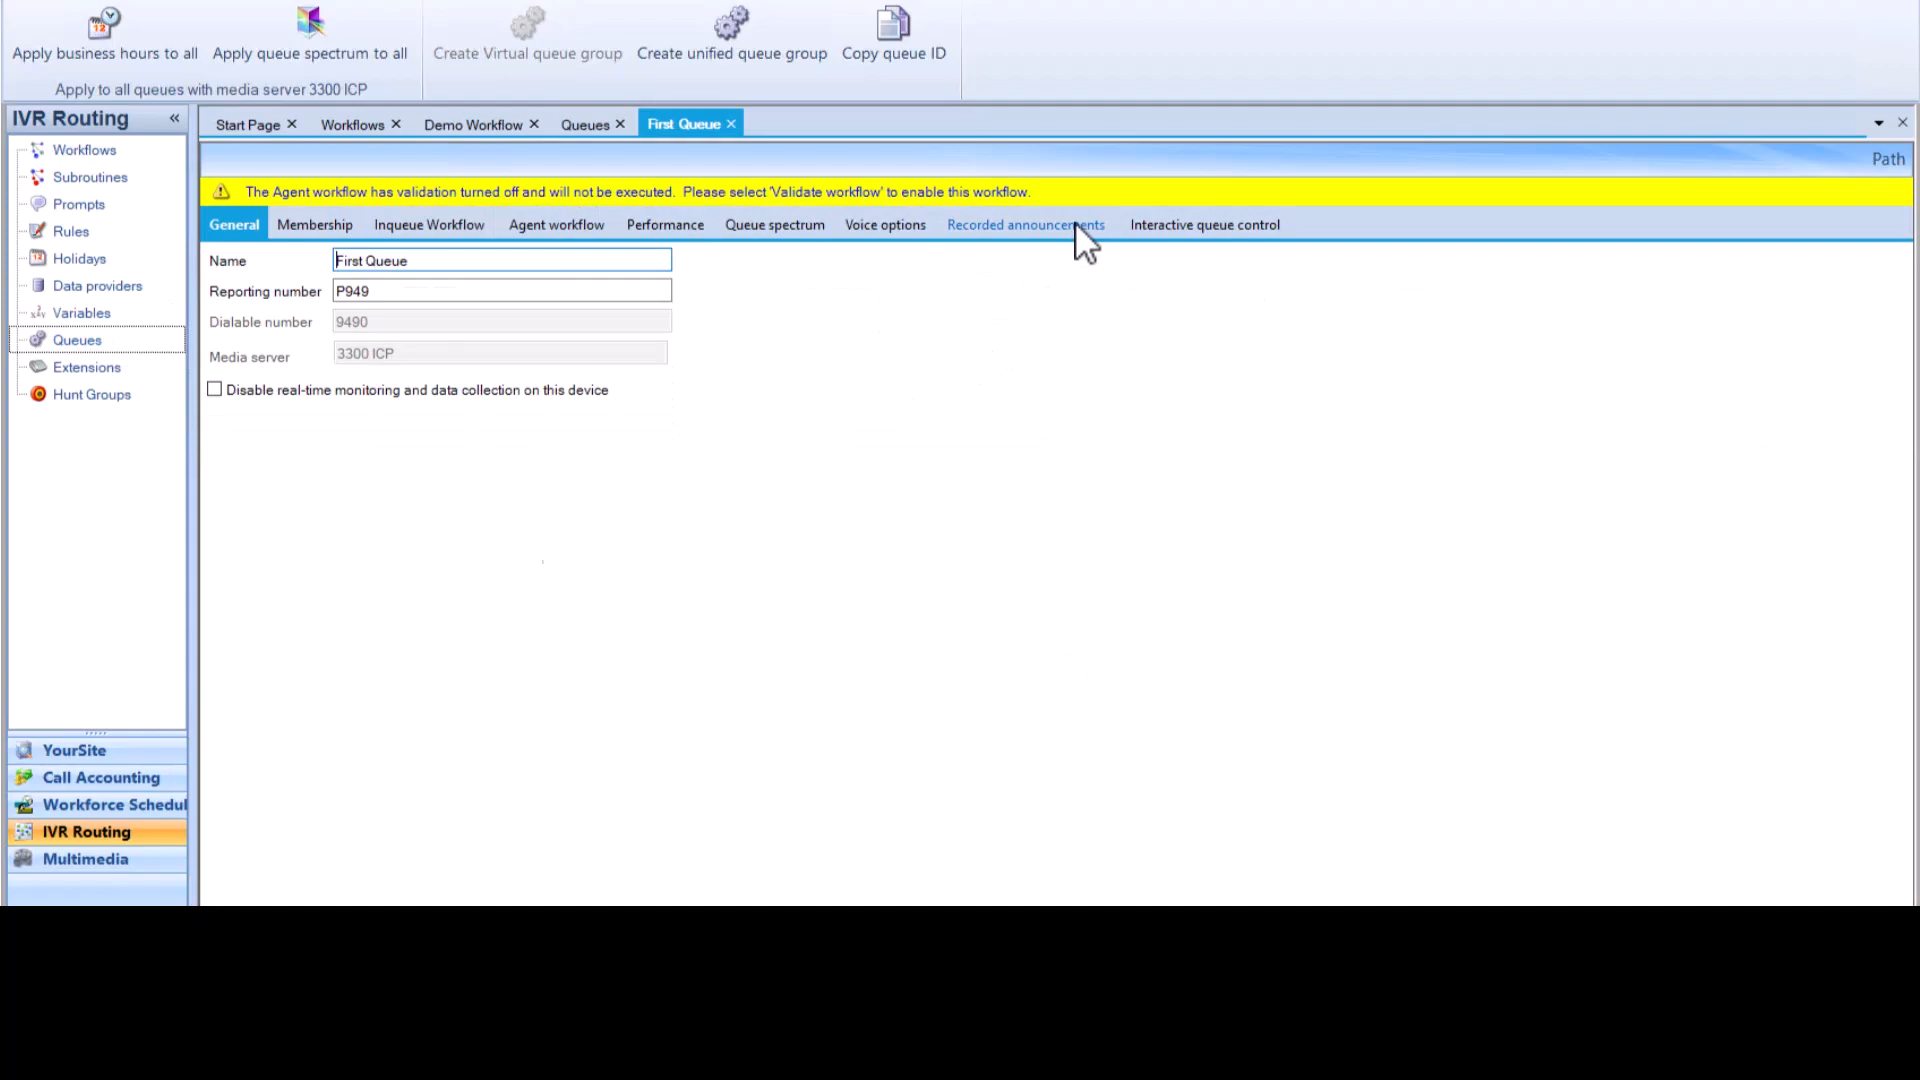 Apply business hours to all
Apply queue spectrum to all
Create Virtual queue group
Create unified queue group
Copy queue ID
Apply to all queues with media server 3300 ICP
IVR Routing «
Start Page
Workflows
Demo Workflow
Queues
First Queue
Path
The Agent workflow has validation turned off and will not be executed. Please select 'Validate workflow' to enable this workflow.
General
Membership
Inqueue Workflow
Agent workflow
Performance
Queue spectrum
Voice options
Recorded announcements
Interactive queue control
Name
First Queue
Reporting number
P949
Dialable number
9490
Media server
3300 ICP
Disable real-time monitoring and data collection on this device
Workflows
Subroutines
Prompts
Rules
Holidays
Data providers
Variables
Queues
Extensions
Hunt Groups
YourSite
Call Accounting
Workforce Schedul
IVR Routing
Multimedia